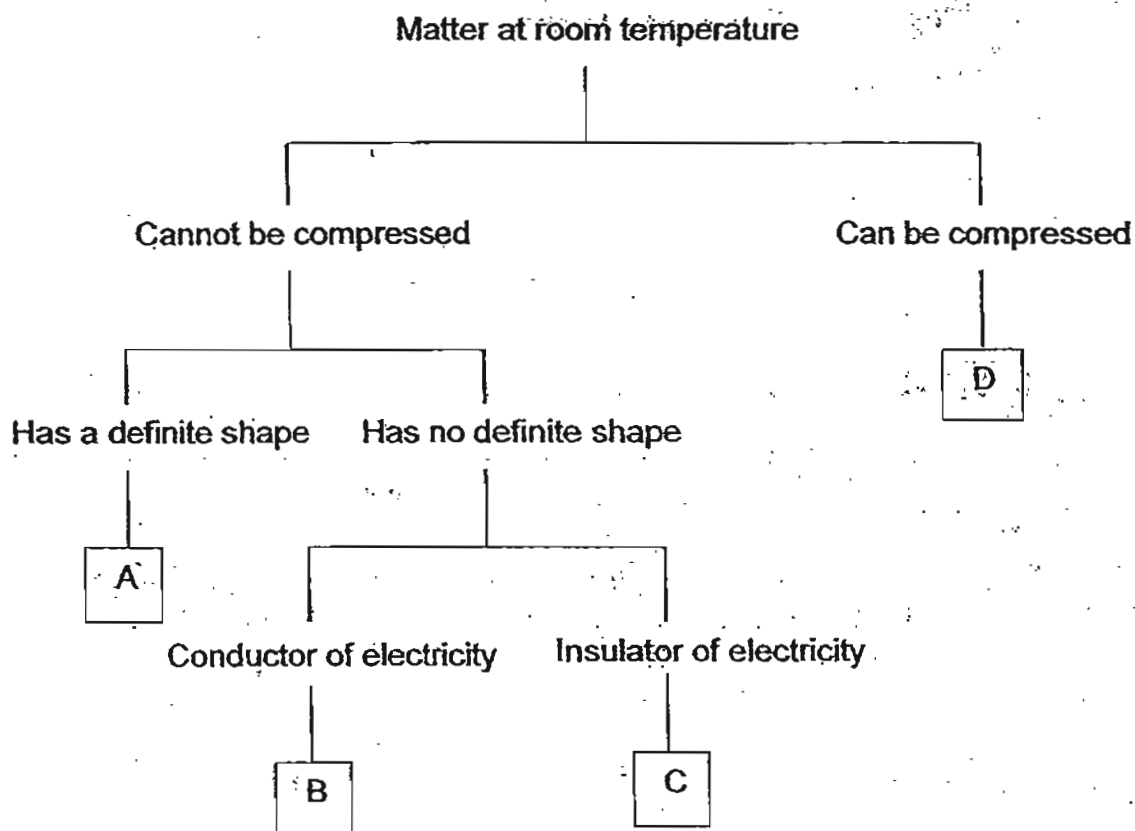 Matter at room temperature
Cannot be compressed
Can be compressed
D
Has a definite shape
Has no definite shape
A
Conductor of electricity
Insulator of electricity
B
C